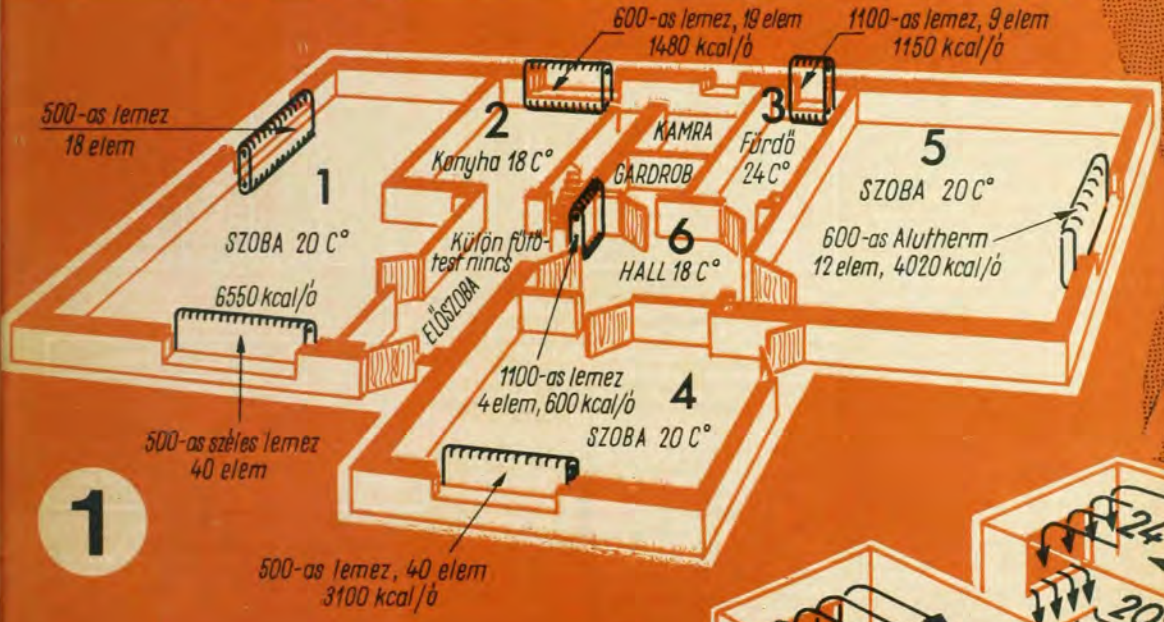 600-as lemez, 19 elem
1480 kcal/ó
1100-as lemez, 9 elem
1150 kcal/ó
500-as lemez
18 elem
1
SZOBA 20 C°
6550 kcal/ó
2
Konyha 18 C°
KAMRA
GARDROB
3
Fürdő
24 C°
5
SZOBA 20 C°
600-as Alutherm
12 elem, 4020 kcal/ó
Külön fűtő-
test nincs
ELŐSZOBA
6
HALL 18 C°
1100-as lemez
4 elem, 600 kcal/ó
4
SZOBA 20 C°
500-as széles lemez
40 elem
1
500-as lemez, 40 elem
3100 kcal/ó
24
20